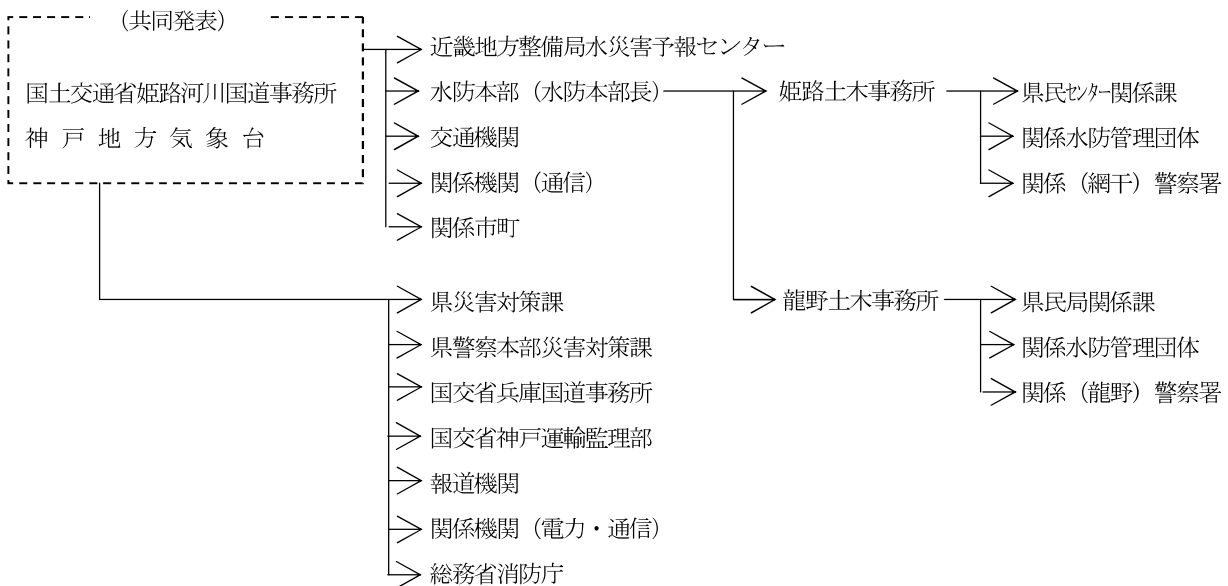 （共同発表）
国土交通省姫路河川国道事務所
神戸地方気象台
近畿地方整備局水災害予報センター
水防本部（水防本部長）
交通機関
関係機関（通信）
関係市町
姫路土木事務所
県民センター関係課
関係水防管理団体
関係（網干）警察署
龍野土木事務所
県民局関係課
関係水防管理団体
関係（龍野）警察署
県災害対策課
県警察本部災害対策課
国交省兵庫国道事務所
国交省神戸運輸監理部
報道機関
関係機関（電力・通信）
総務省消防庁